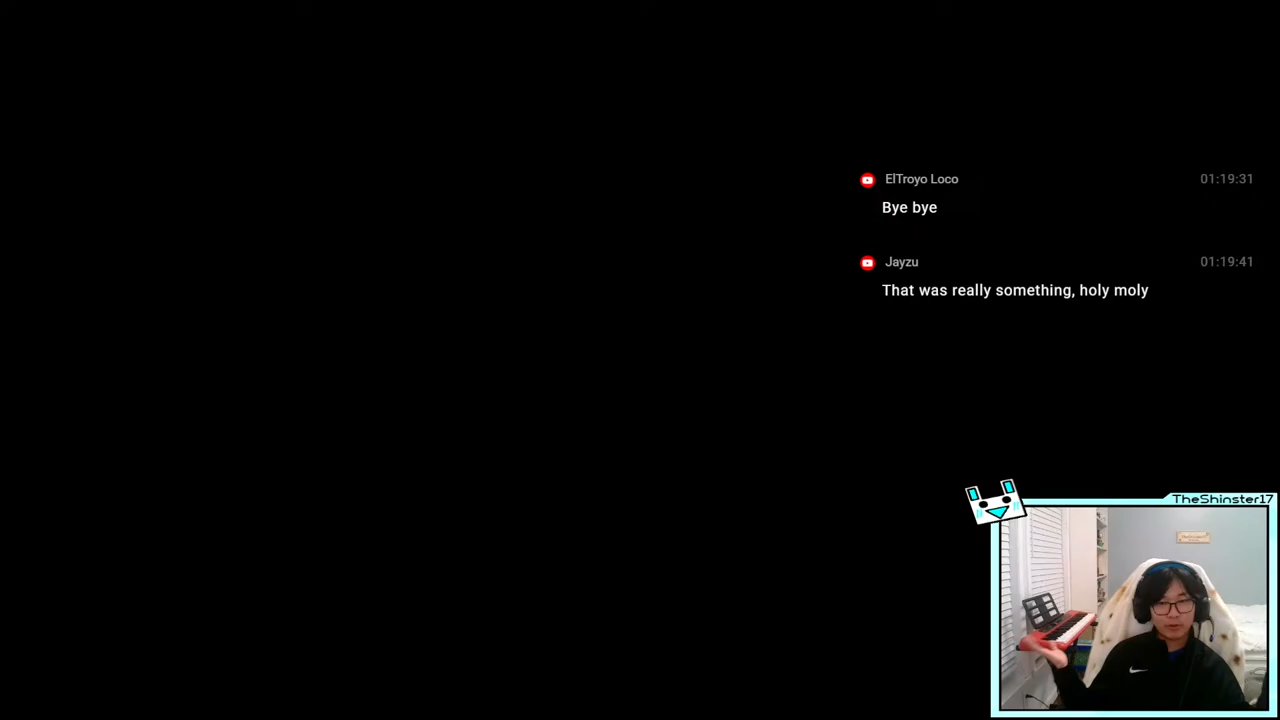 ElTroyo Loco 01:19:31
Bye bye
Jayzu 01:19:41
That was really something, holy moly
TheShinster17